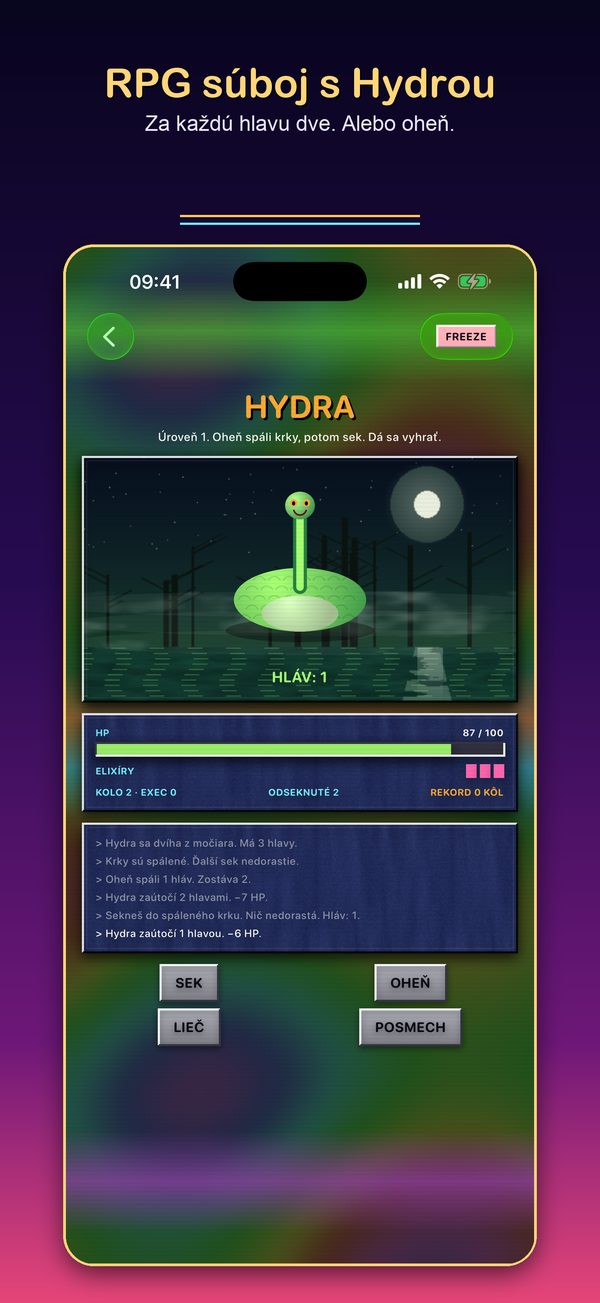 RPG súboj s Hydrou
Za každú hlavu dve. Alebo oheň.
09:41
FREEZE
HYDRA
Úroveň 1. Oheň spáli krky, potom sek. Dá sa vyhrať.
HLÁV: 1
HP 87 / 100
ELIXÍRY
KOLO 2 · EXEC 0 ODSEKNUTÉ 2 REKORD 0 KÔL
> Hydra sa dvíha z močiara. Má 3 hlavy.
> Krky sú spálené. Ďalší sek nedorastie.
> Oheň spáli 1 hláv. Zostáva 2.
> Hydra zaútočí 2 hlavami. −7 HP.
> Sekneš do spáleného krku. Nič nedorastá. Hláv: 1.
> Hydra zaútočí 1 hlavou. −6 HP.
SEK OHEŇ
LIEČ POSMECH